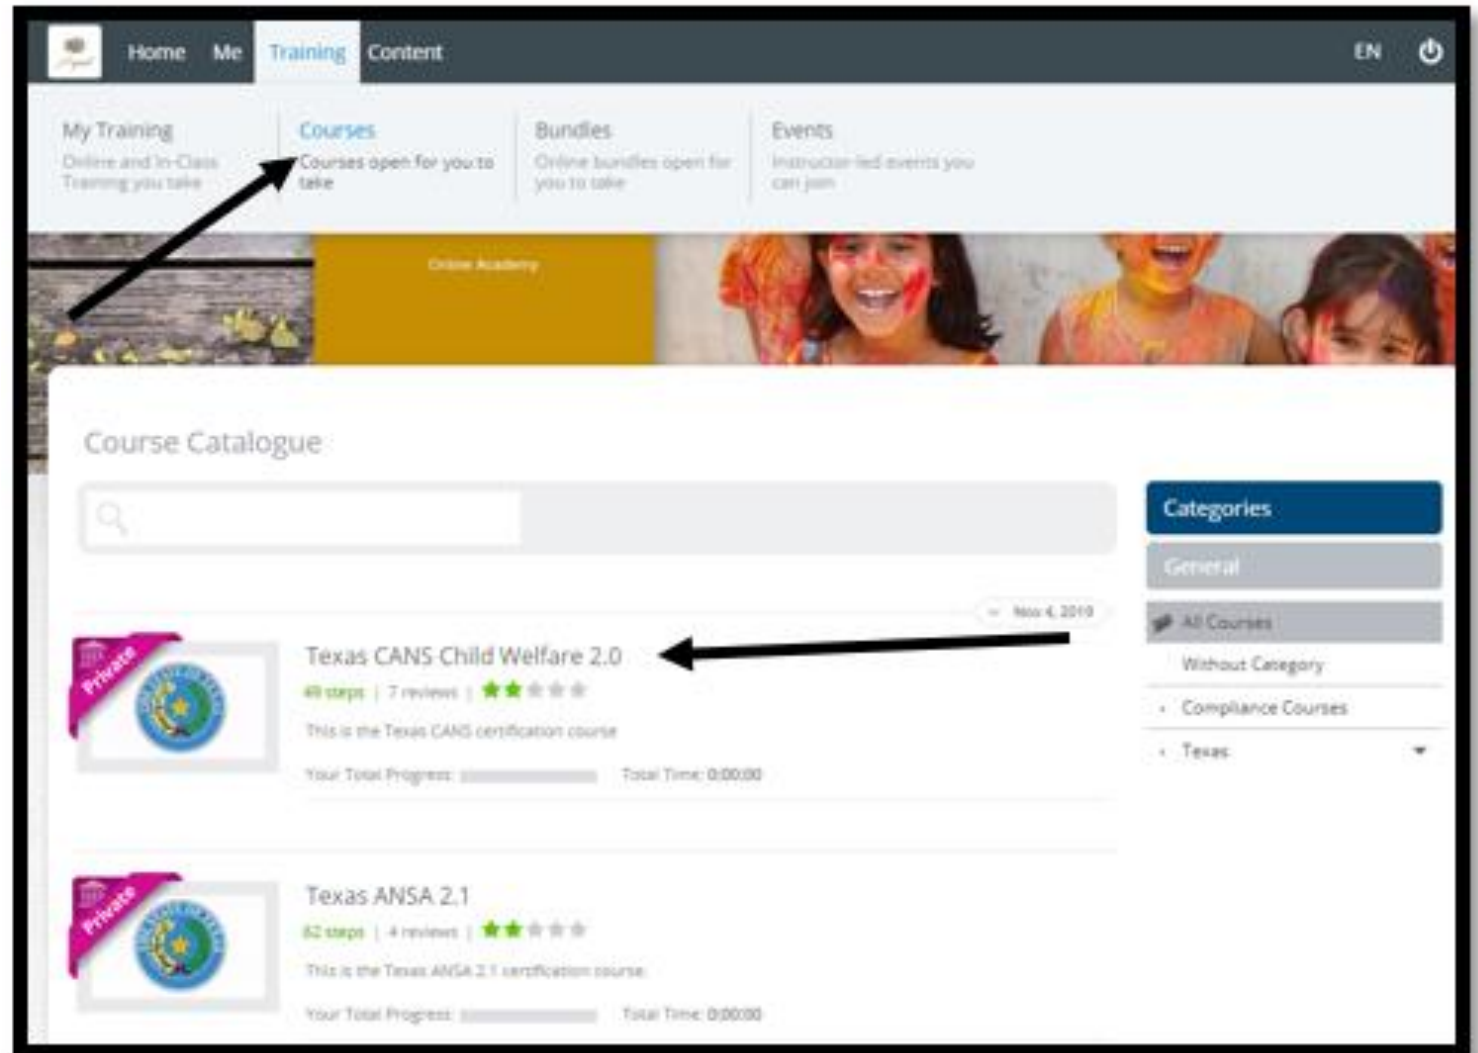 Home Me Training Content EN
My Training Courses Bundles Events
Online and In-Class Courses open for you to Online bundles open for Instructor-led events you
Training you take take you to take can join
Online Academy
Course Catalogue
Categories
General
Nov 4, 2019
All Courses
Private
Texas CANS Child Welfare 2.0
Without Category
49 steps | 7 reviews |
Compliance Courses
This is the Texas CANS certification course
Texas
Your Total Progress: Total Time: 0:00:00
Private
Texas ANSA 2.1
62 steps | 4 reviews |
This is the Texas ANSA 2.1 certification course.
Your Total Progress: Total Time: 0:00:00